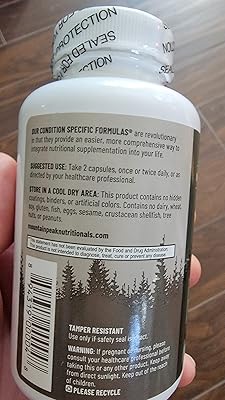 PROTECTION
SEALED FOR
OUR CONDITION SPECIFIC FORMULAS® are revolutionary
in that they provide an easier, more comprehensive way to
integrate nutritional supplementation into your life.
SUGGESTED USE: Take 2 capsules, once or twice daily, or as
directed by your healthcare professional.
STORE IN A COOL DRY AREA: This product contains no hidden
coatings, binders, or artificial colors. Contains no dairy, wheat,
soy, gluten, fish, eggs, sesame, crustacean shellfish, tree
nuts, or peanuts.
mountainpeaknutritionals.com
This statement has not been evaluated by the Food and Drug Administration.
This product is not intended to diagnose, treat, cure or prevent any disease.
TAMPER RESISTANT
Use only if safety seal is intact.
WARNING: If pregnant or nursing, please
consult your healthcare professional before
taking this or any other product. Keep away
from direct sunlight. Keep out of the reach
of children.
PLEASE RECYCLE